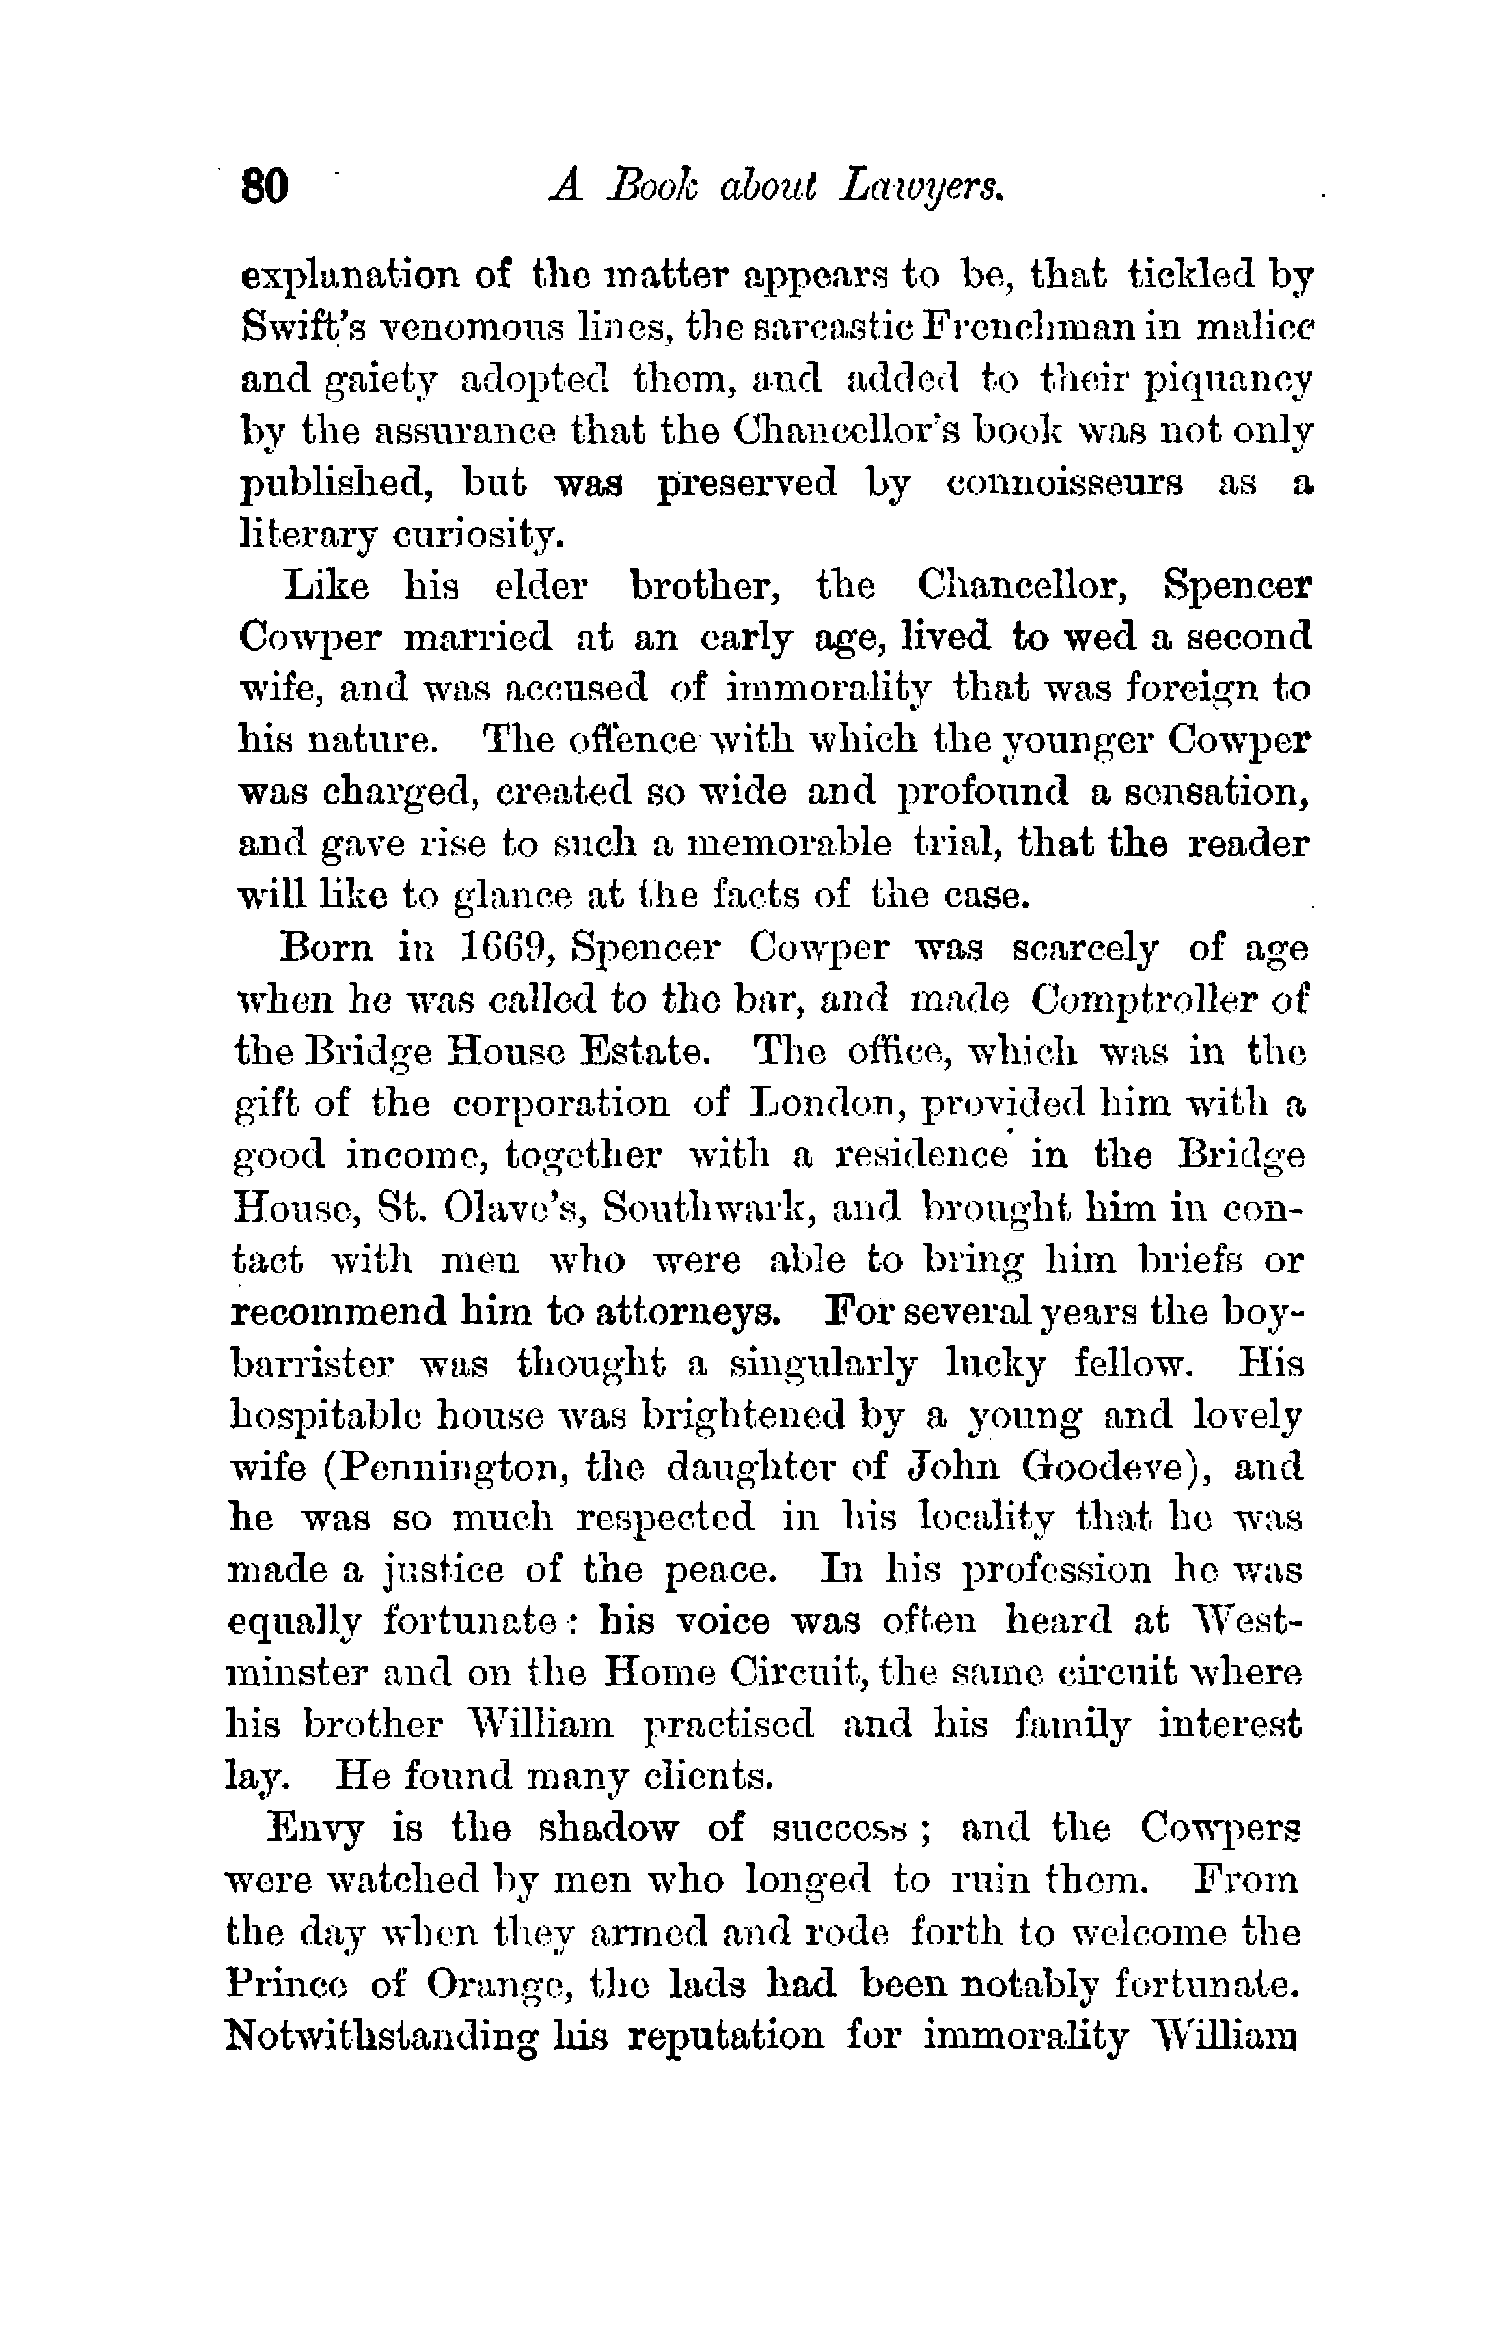 80 A Book about Lawyers.
explanation of the matter appears to be, that tickled by
Swift's venomous lines, the sarcastic Frenchman in malice
and gaiety adopted them, and added to their piquancy
by the assurance that the Chancellor's book was not only
published, but was preserved by connoisseurs as a
literary curiosity.
Like his elder brother, the Chancellor, Spencer
Cowper married at an early age, lived to wed a second
wife, and was accused of immorality that was foreign to
his nature. The offence with which the younger Cowper
was charged, created so wide and profound a sensation,
and gave rise to such a memorable trial, that the reader
will like to glance at the facts of the case.
Born in 1669, Spencer Cowper was scarcely of age
when he was called to the bar, and made Comptroller of
the Bridge House Estate. The office, which was in the
gift of the corporation of London, provided him with a
good income, together with a residence in the Bridge
House, St. Olave's, Southwark, and brought him in con-
tact with men who were able to bring him briefs or
recommend him to attorneys. For several years the boy-
barrister was thought a singularly lucky fellow. His
hospitable house was brightened by a young and lovely
wife (Pennington, the daughter of John Goodeve), and
he was so much respected in his locality that he was
made a justice of the peace. In his profession he was
equally fortunate: his voice was often heard at West-
minster and on the Home Circuit, the same circuit where
his brother William practised and his family interest
lay. He found many clients.
Envy is the shadow of success; and the Cowpers
were watched by men who longed to ruin them. From
the day when they armed and rode forth to welcome the
Prince of Orange, the lads had been notably fortunate.
Notwithstanding his reputation for immorality William